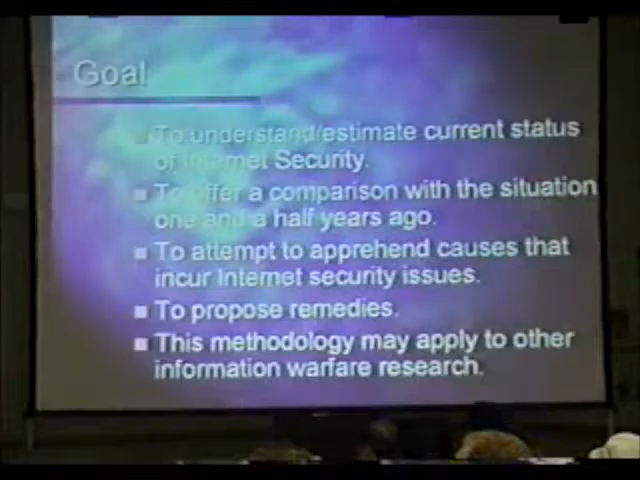 Goal
To understand/estimate current status
of Internet Security.
To offer a comparison with the situation
one and a half years ago.
To attempt to apprehend causes that
incur Internet security issues.
To propose remedies.
This methodology may apply to other
information warfare research.